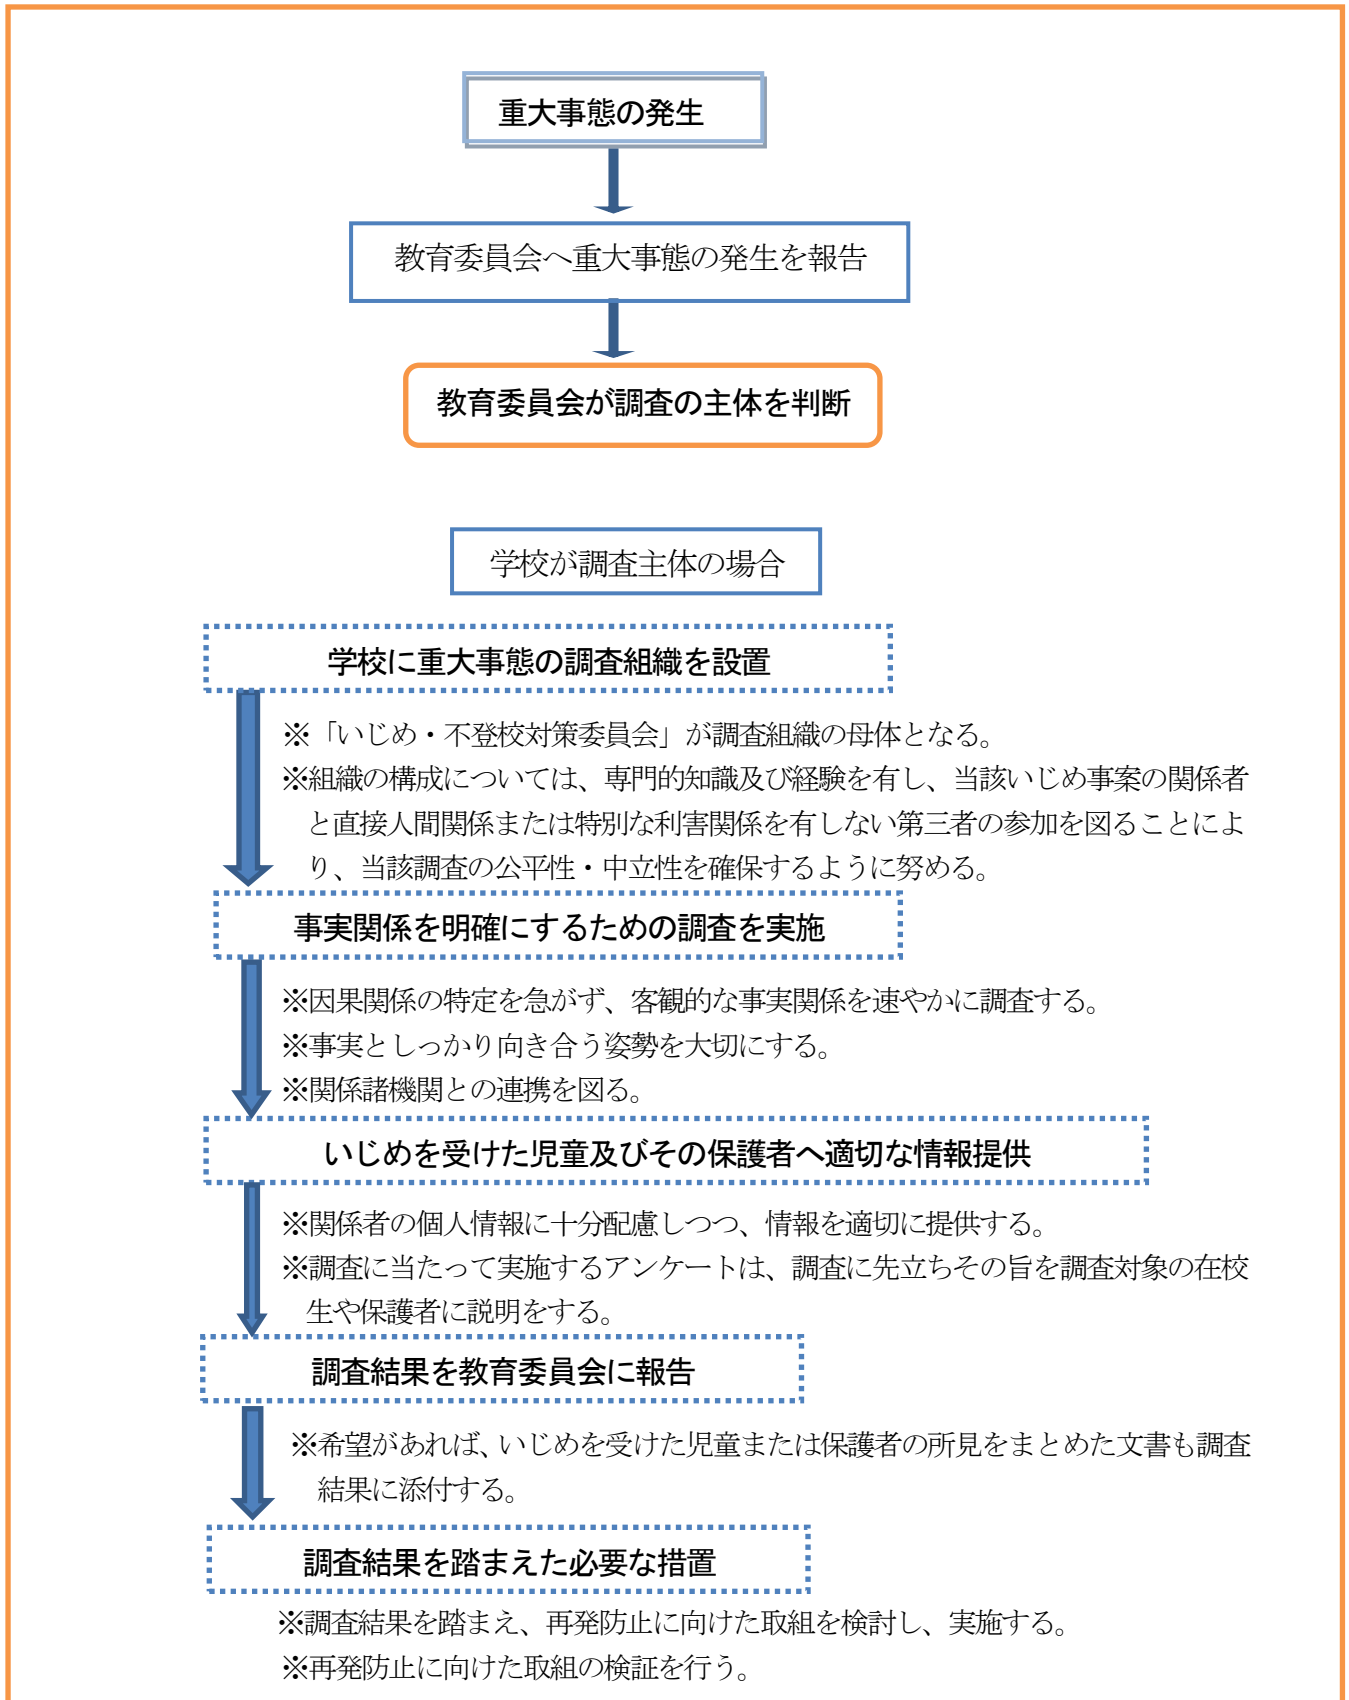 重大事態の発生
教育委員会へ重大事態の発生を報告
教育委員会が調査の主体を判断
学校が調査主体の場合
学校に重大事態の調査組織を設置
※「いじめ・不登校対策委員会」が調査組織の母体となる。
※組織の構成については、専門的知識及び経験を有し、当該いじめ事案の関係者
と直接人間関係または特別な利害関係を有しない第三者の参加を図ることによ
り、当該調査の公平性・中立性を確保するように努める。
事実関係を明確にするための調査を実施
※因果関係の特定を急がず、客観的な事実関係を速やかに調査する。
※事実としっかり向き合う姿勢を大切にする。
※関係諸機関との連携を図る。
いじめを受けた児童及びその保護者へ適切な情報提供
※関係者の個人情報に十分配慮しつつ、情報を適切に提供する。
※調査に当たって実施するアンケートは、調査に先立ちその旨を調査対象の在校
生や保護者に説明をする。
調査結果を教育委員会に報告
※希望があれば、いじめを受けた児童または保護者の所見をまとめた文書も調査
結果に添付する。
調査結果を踏まえた必要な措置
※調査結果を踏まえ、再発防止に向けた取組を検討し、実施する。
※再発防止に向けた取組の検証を行う。